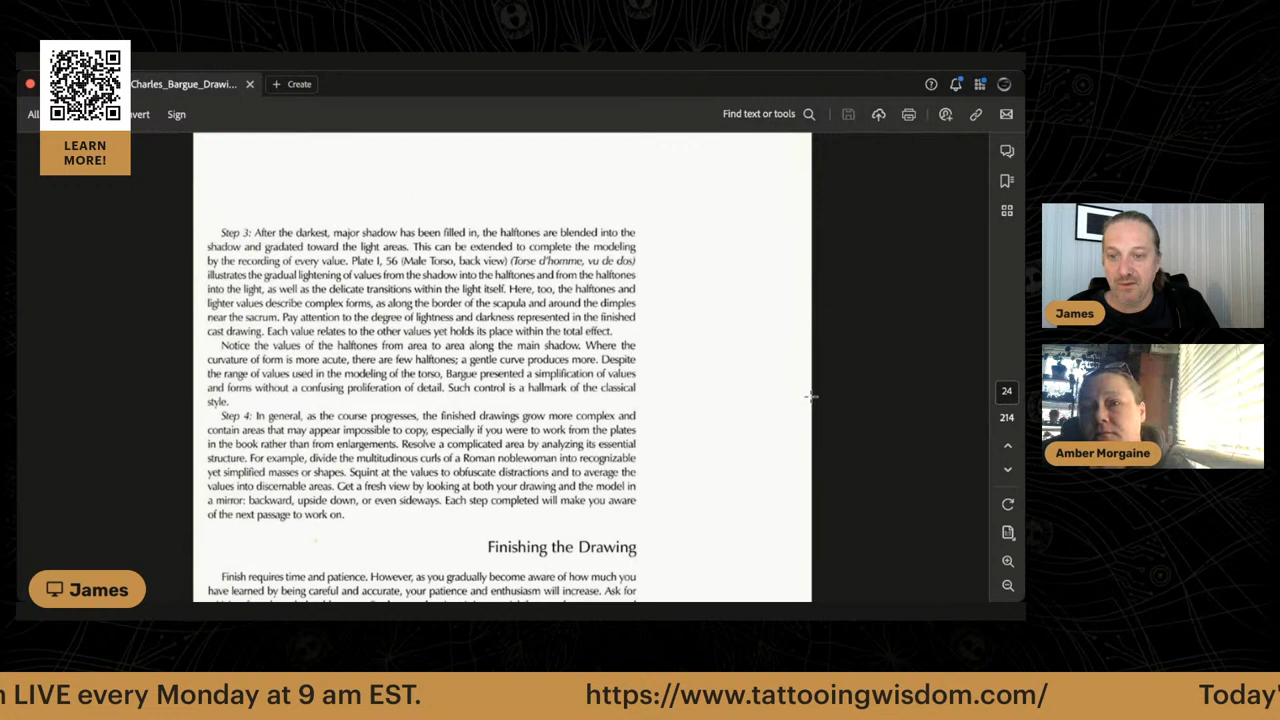 Charles_Bargue_Drawi...
Create
LEARN
MORE!
All
vert
Sign
Find text or tools
Step 3: After the darkest, major shadow has been filled in, the halftones are blended into the
shadow and gradated toward the light areas. This can be extended to complete the modeling
by the recording of every value. Plate I, 56 (Male Torso, back view) (Torse d'homme, vu de dos)
illustrates the gradual lightening of values from the shadow into the halftones and from the halftones
into the light, as well as the delicate transitions within the light itself. Here, too, the halftones and
lighter values describe complex forms, as along the border of the scapula and around the dimples
near the sacrum. Pay attention to the degree of lightness and darkness represented in the finished
cast drawing. Each value relates to the other values yet holds its place within the total effect.
Notice the values of the halftones from area to area along the main shadow. Where the
curvature of form is more acute, there are few halftones; a gentle curve produces more. Despite
the range of values used in the modeling of the torso, Bargue presented a simplification of values
and forms without a confusing proliferation of detail. Such control is a hallmark of the classical
style.
Step 4: In general, as the course progresses, the finished drawings grow more complex and
contain areas that may appear impossible to copy, especially if you were to work from the plates
in the book rather than from enlargements. Resolve a complicated area by analyzing its essential
structure. For example, divide the multitudinous curls of a Roman noblewoman into recognizable
yet simplified masses or shapes. Squint at the values to obfuscate distractions and to average the
values into discernable areas. Get a fresh view by looking at both your drawing and the model in
a mirror: backward, upside down, or even sideways. Each step completed will make you aware
of the next passage to work on.
Finishing the Drawing
Finish requires time and patience. However, as you gradually become aware of how much you
have learned by being careful and accurate, your patience and enthusiasm will increase. Ask for
24
214
James
Amber Morgaine
James
n LIVE every Monday at 9 am EST.
https://www.tattooingwisdom.com/
Today'